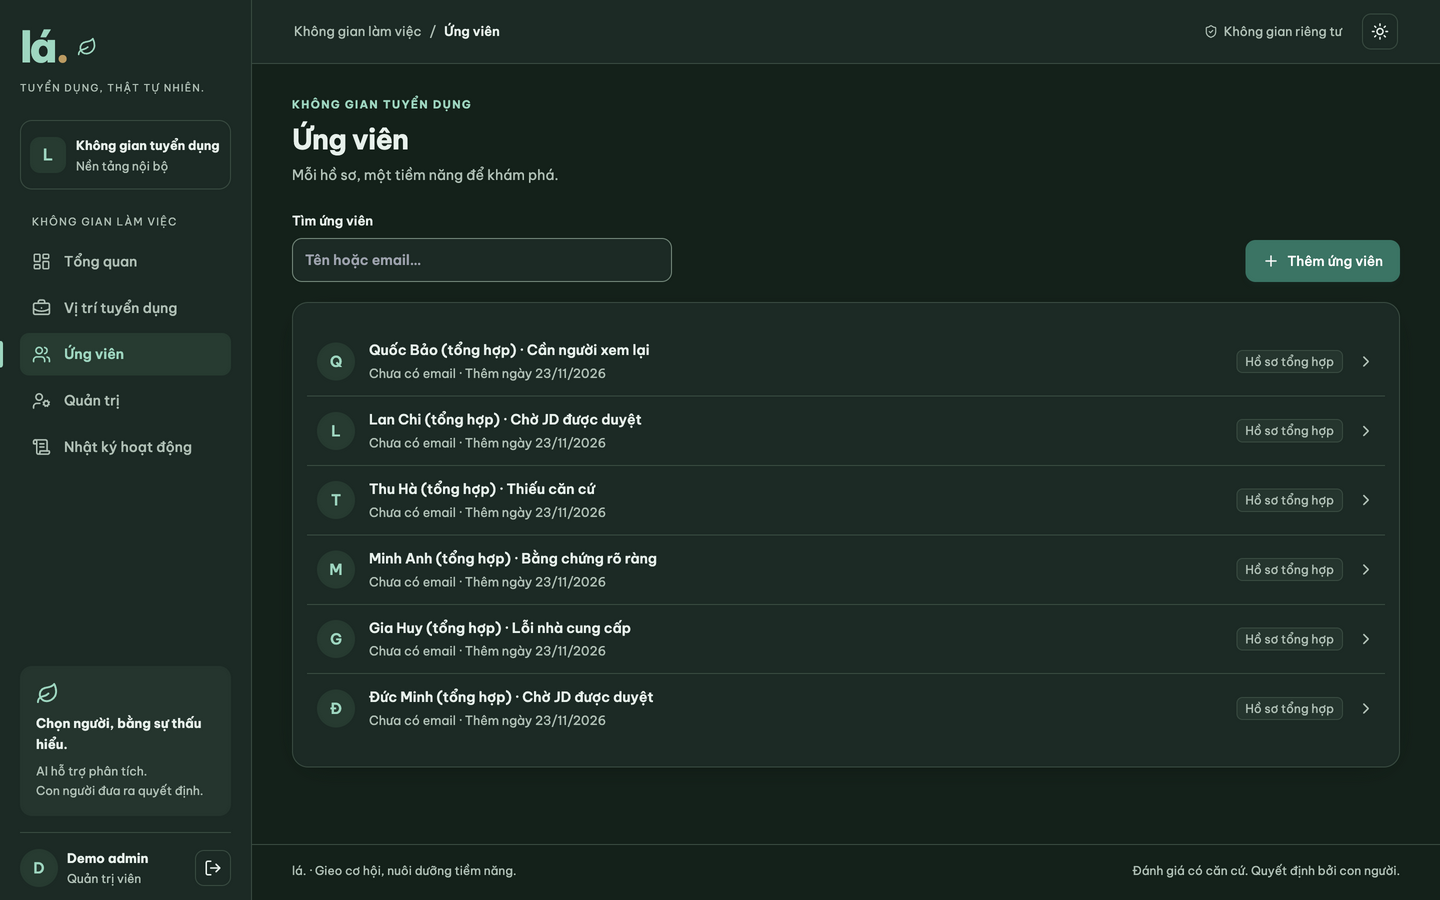 lá.
TUYỂN DỤNG, THẬT TỰ NHIÊN.
L
Không gian tuyển dụng
Nền tảng nội bộ
KHÔNG GIAN LÀM VIỆC
Tổng quan
Vị trí tuyển dụng
Ứng viên
Quản trị
Nhật ký hoạt động
Chọn người, bằng sự thấu
hiểu.
AI hỗ trợ phân tích.
Con người đưa ra quyết định.
D
Demo admin
Quản trị viên
Không gian làm việc / Ứng viên
Không gian riêng tư
KHÔNG GIAN TUYỂN DỤNG
Ứng viên
Mỗi hồ sơ, một tiềm năng để khám phá.
Tìm ứng viên
Tên hoặc email...
Thêm ứng viên
Q
Quốc Bảo (tổng hợp) · Cần người xem lại
Chưa có email · Thêm ngày 23/11/2026
Hồ sơ tổng hợp
L
Lan Chi (tổng hợp) · Chờ JD được duyệt
Chưa có email · Thêm ngày 23/11/2026
Hồ sơ tổng hợp
T
Thu Hà (tổng hợp) · Thiếu căn cứ
Chưa có email · Thêm ngày 23/11/2026
Hồ sơ tổng hợp
M
Minh Anh (tổng hợp) · Bằng chứng rõ ràng
Chưa có email · Thêm ngày 23/11/2026
Hồ sơ tổng hợp
G
Gia Huy (tổng hợp) · Lỗi nhà cung cấp
Chưa có email · Thêm ngày 23/11/2026
Hồ sơ tổng hợp
Đ
Đức Minh (tổng hợp) · Chờ JD được duyệt
Chưa có email · Thêm ngày 23/11/2026
Hồ sơ tổng hợp
lá. · Gieo cơ hội, nuôi dưỡng tiềm năng.
Đánh giá có căn cứ. Quyết định bởi con người.